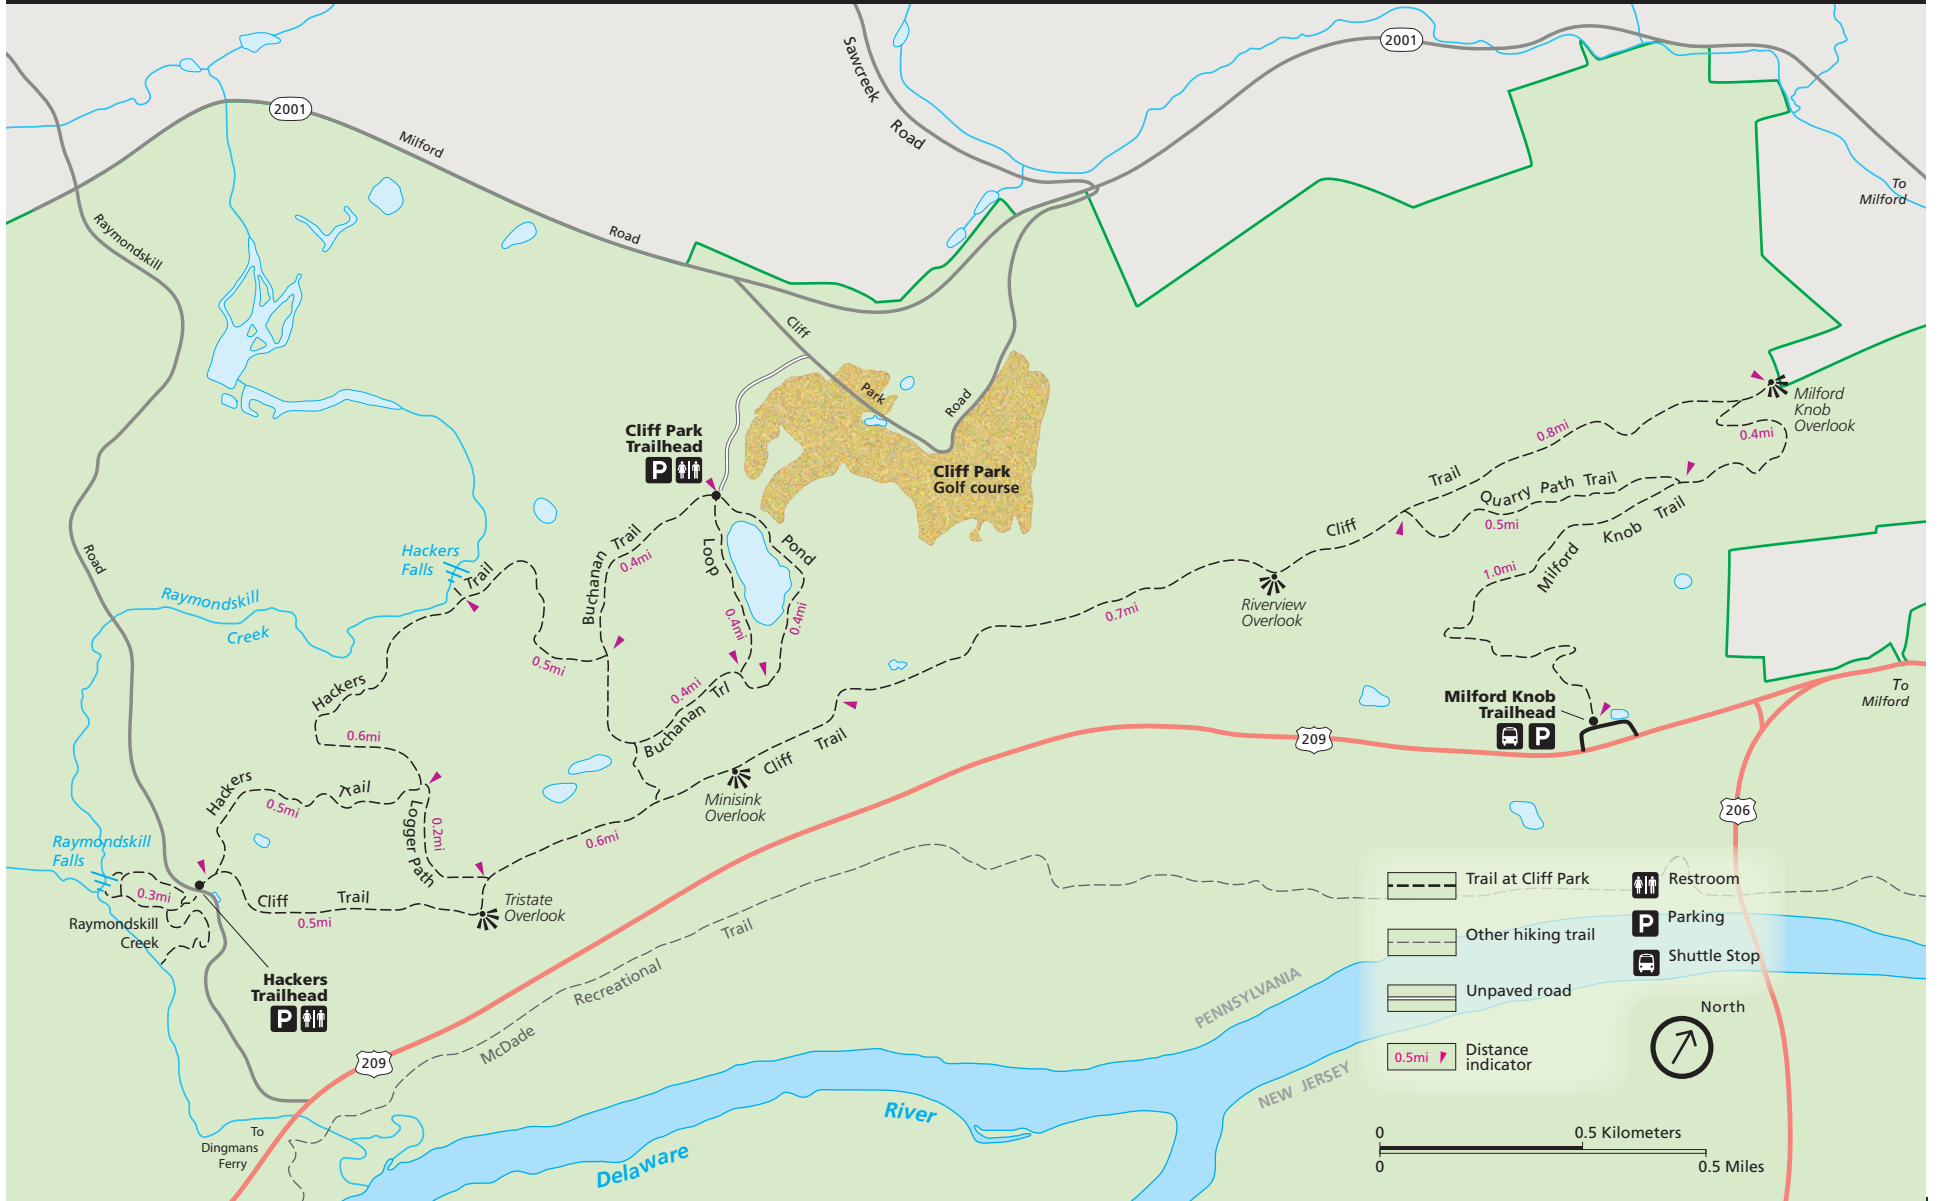 2001
Milford
Road
Sawcreek
Road
2001
To
Milford
Raymondskill
Road
Cliff
Park
Road
Cliff Park
Trailhead
P
Cliff Park
Golf course
Milford
Knob
Overlook
0.8mi
0.4mi
Cliff
Trail
Quarry Path Trail
0.5mi
Milford
Knob
Trail
1.0mi
Hackers
Falls
Trail
Raymondskill
Creek
Buchanan
Trail
0.4mi
Loop
Pond
0.4mi
0.4mi
0.5mi
0.4mi
Buchanan Trl
Riverview
Overlook
0.7mi
Hackers
0.6mi
Hackers
Trail
0.5mi
Logger Path
0.2mi
Cliff
Trail
Minisink
Overlook
0.6mi
Milford Knob
Trailhead
P
209
To
Milford
206
Raymondskill
Falls
0.3mi
Raymondskill
Creek
Cliff
Trail
0.5mi
Tristate
Overlook
Hackers
Trailhead
P
209
McDade
Recreational
Trail
To
Dingmans
Ferry
Delaware
River
PENNSYLVANIA
NEW JERSEY
Trail at Cliff Park
Other hiking trail
Unpaved road
0.5mi
Distance
indicator
Restroom
P
Parking
Shuttle Stop
North
0
0.5 Kilometers
0
0.5 Miles